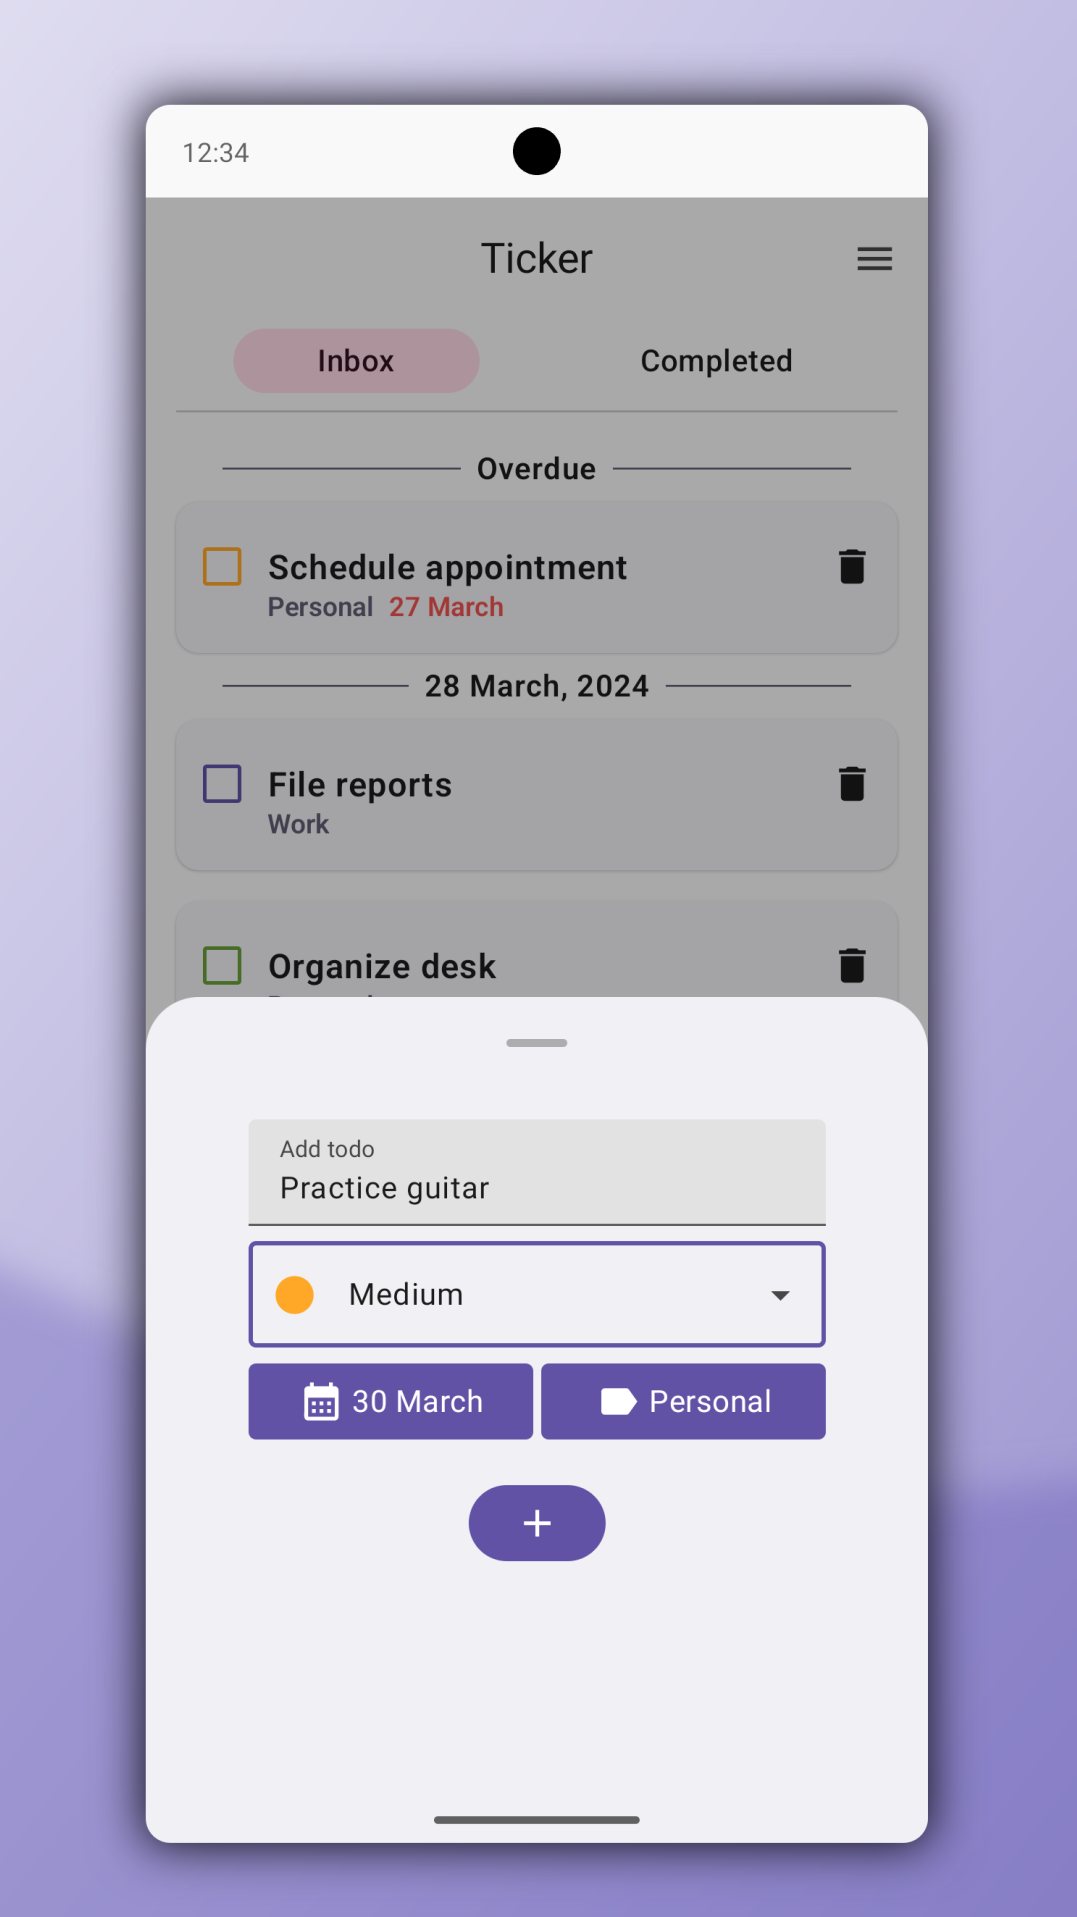 12:34
Ticker
Inbox
Completed
Overdue
Schedule appointment
Personal 27 March
28 March, 2024
File reports
Work
Organize desk
Add todo
Practice guitar
Medium
30 March
Personal